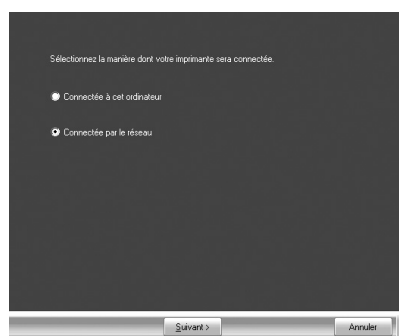 Sélectionnez la manière dont votre imprimante sera connectée.
Connectée à cet ordinateur
Connectée par le réseau
Suivant >
Annuler